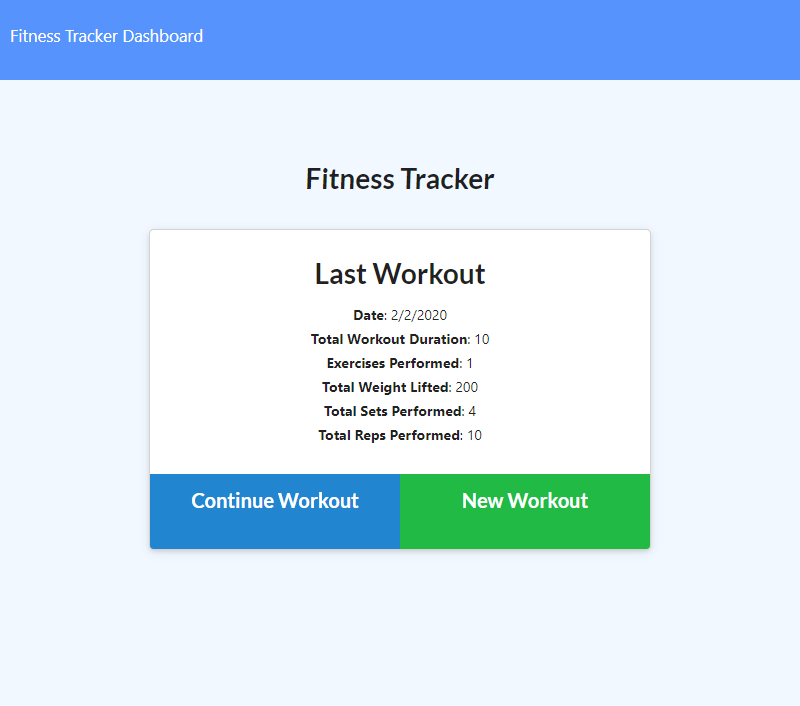 Fitness Tracker Dashboard
Fitness Tracker
Last Workout
Date: 2/2/2020
Total Workout Duration: 10
Exercises Performed: 1
Total Weight Lifted: 200
Total Sets Performed: 4
Total Reps Performed: 10
Continue Workout
New Workout